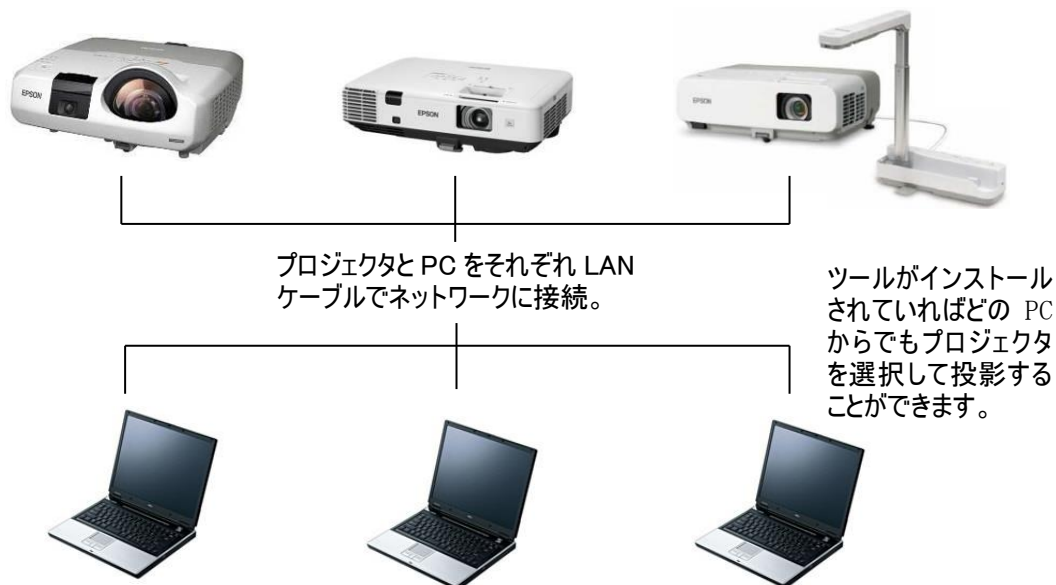 EPSON
EPSON
EPSON
プロジェクタと PC をそれぞれ LAN
ケーブルでネットワークに接続。
ツールがインストール
されていればどの PC
からでもプロジェクタ
を選択して投影する
ことができます。